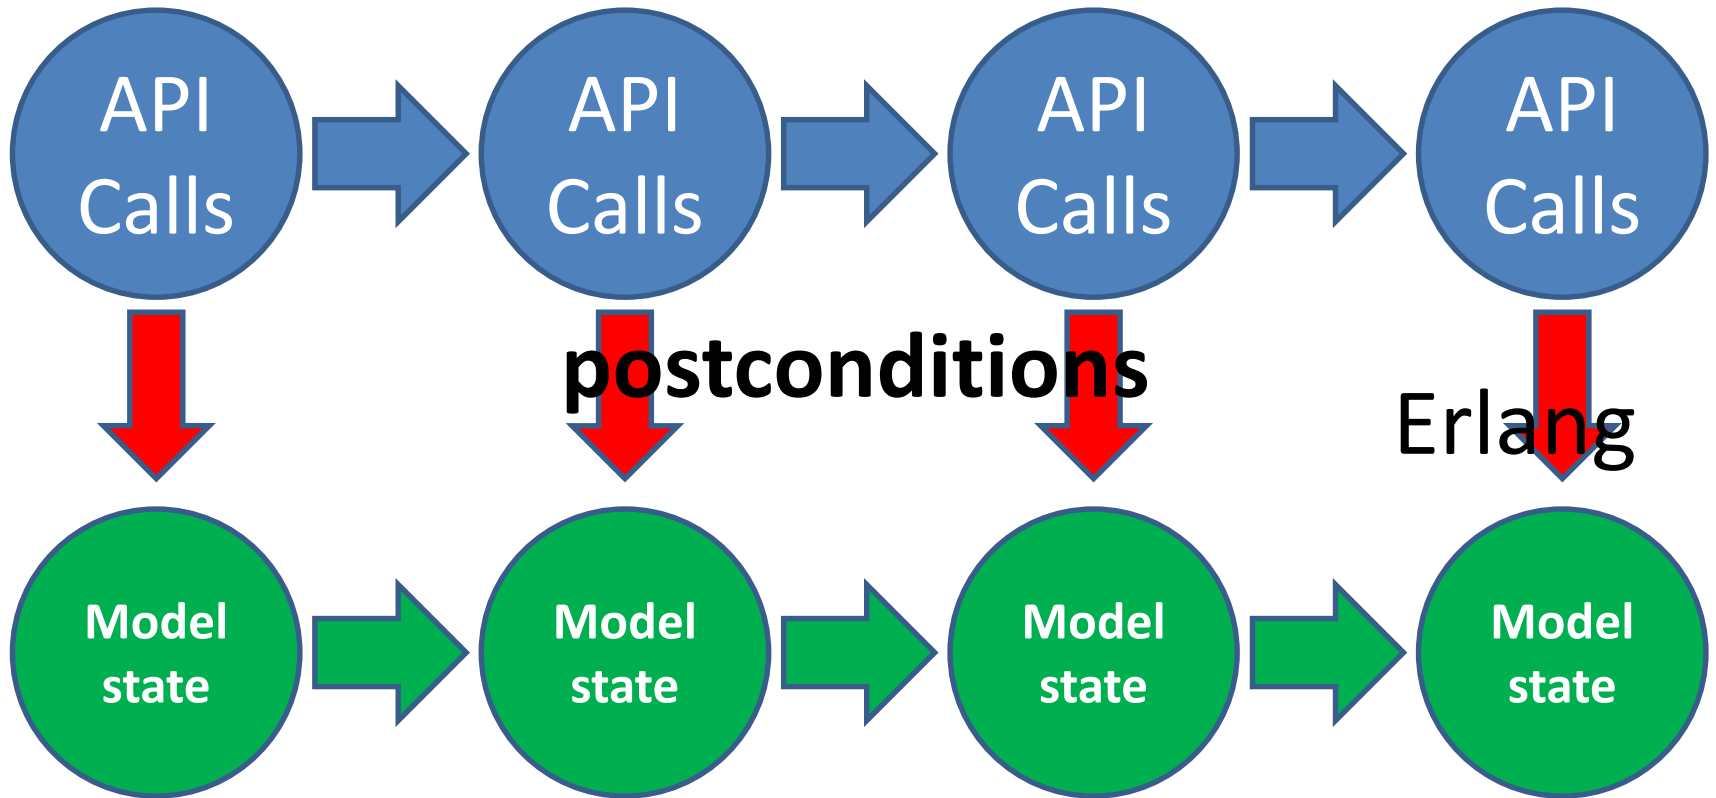 API
Calls
API
Calls
API
Calls
API
Calls
postconditions
Erlang
Model
state
Model
state
Model
state
Model
state